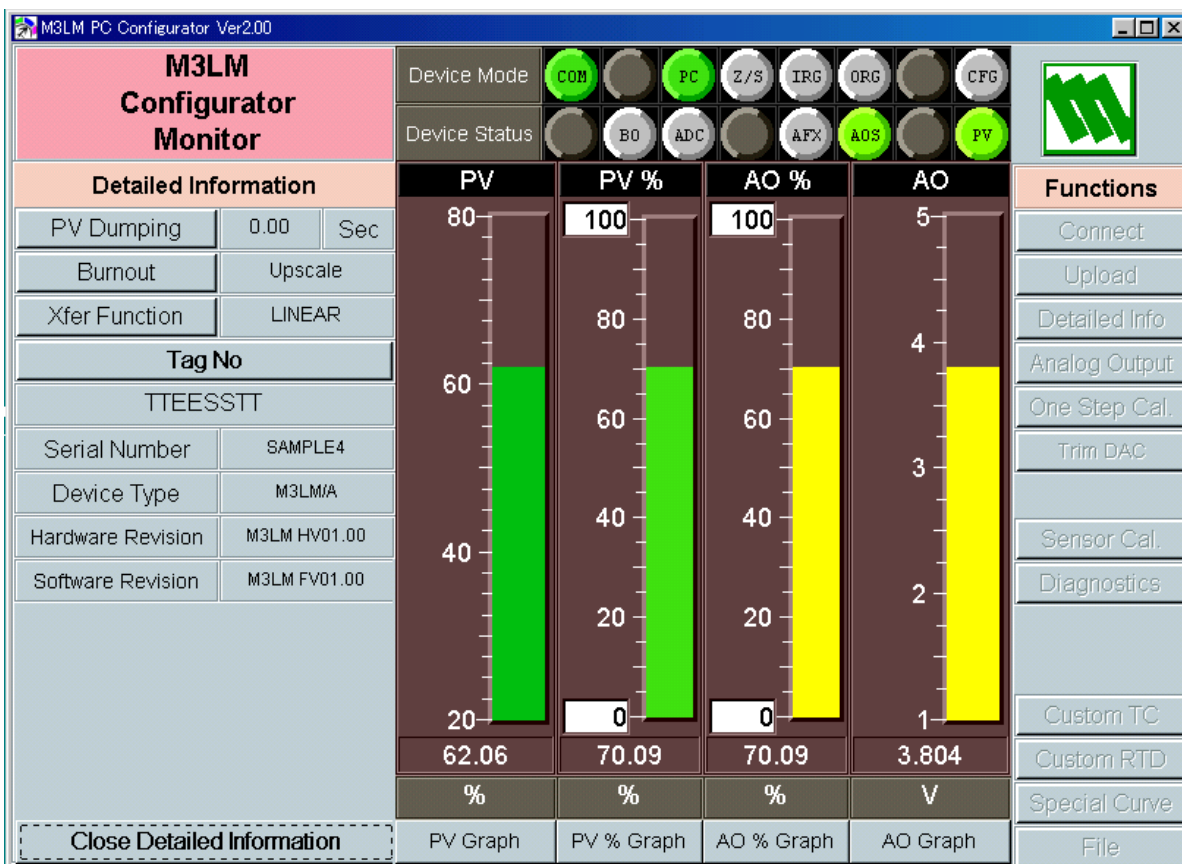 M3LM PC Configurator Ver2.00
M3LM
Configurator
Monitor
Device Mode
COM
PC
Z/S
IRG
ORG
CFG
Device Status
BO
ADC
AFX
AOS
PV
Detailed Information
PV Dumping
0.00
Sec
Burnout
Upscale
Xfer Function
LINEAR
Tag No
TTEESSTT
Serial Number
SAMPLE4
Device Type
M3LM/A
Hardware Revision
M3LM HV01.00
Software Revision
M3LM FV01.00
Close Detailed Information
PV
80
60
40
20
62.06
%
PV Graph
PV %
100
80
60
40
20
0
70.09
%
PV % Graph
AO %
100
80
60
40
20
0
70.09
%
AO % Graph
AO
5
4
3
2
1
3.804
V
AO Graph
Functions
Connect
Upload
Detailed Info
Analog Output
One Step Cal.
Trim DAC
Sensor Cal.
Diagnostics
Custom TC
Custom RTD
Special Curve
File